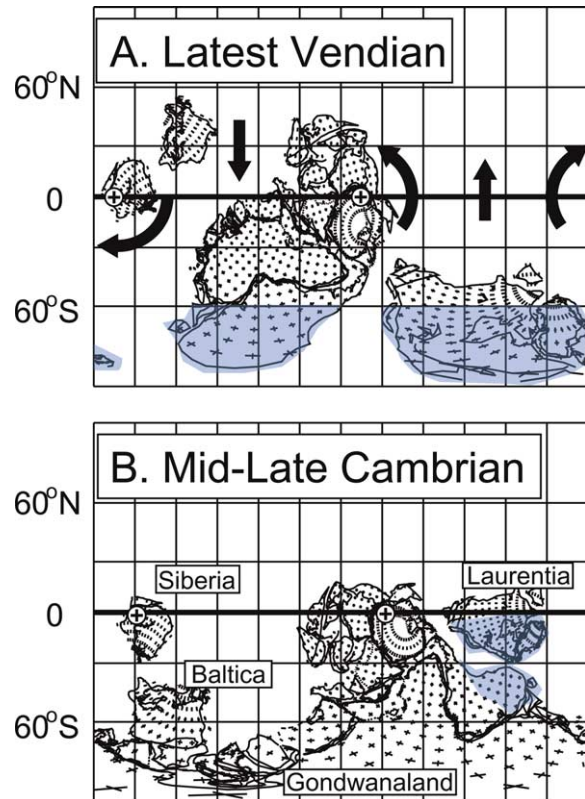 A. Latest Vendian
60°N
0
60°S
B. Mid-Late Cambrian
60°N
Siberia
Laurentia
0
Baltica
60°S
Gondwanaland